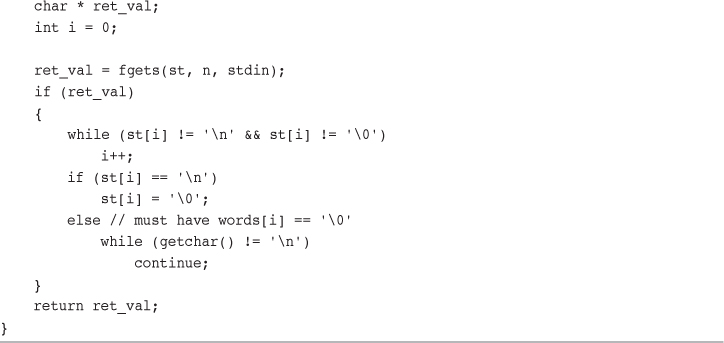 char * ret_val;
    int i = 0;

    ret_val = fgets(st, n, stdin);
    if (ret_val)
    {
        while (st[i] != '\n' && st[i] != '\0')
            i++;
        if (st[i] == '\n')
            st[i] = '\0';
        else // must have words[i] == '\0'
            while (getchar() != '\n')
                continue;
    }
    return ret_val;
}